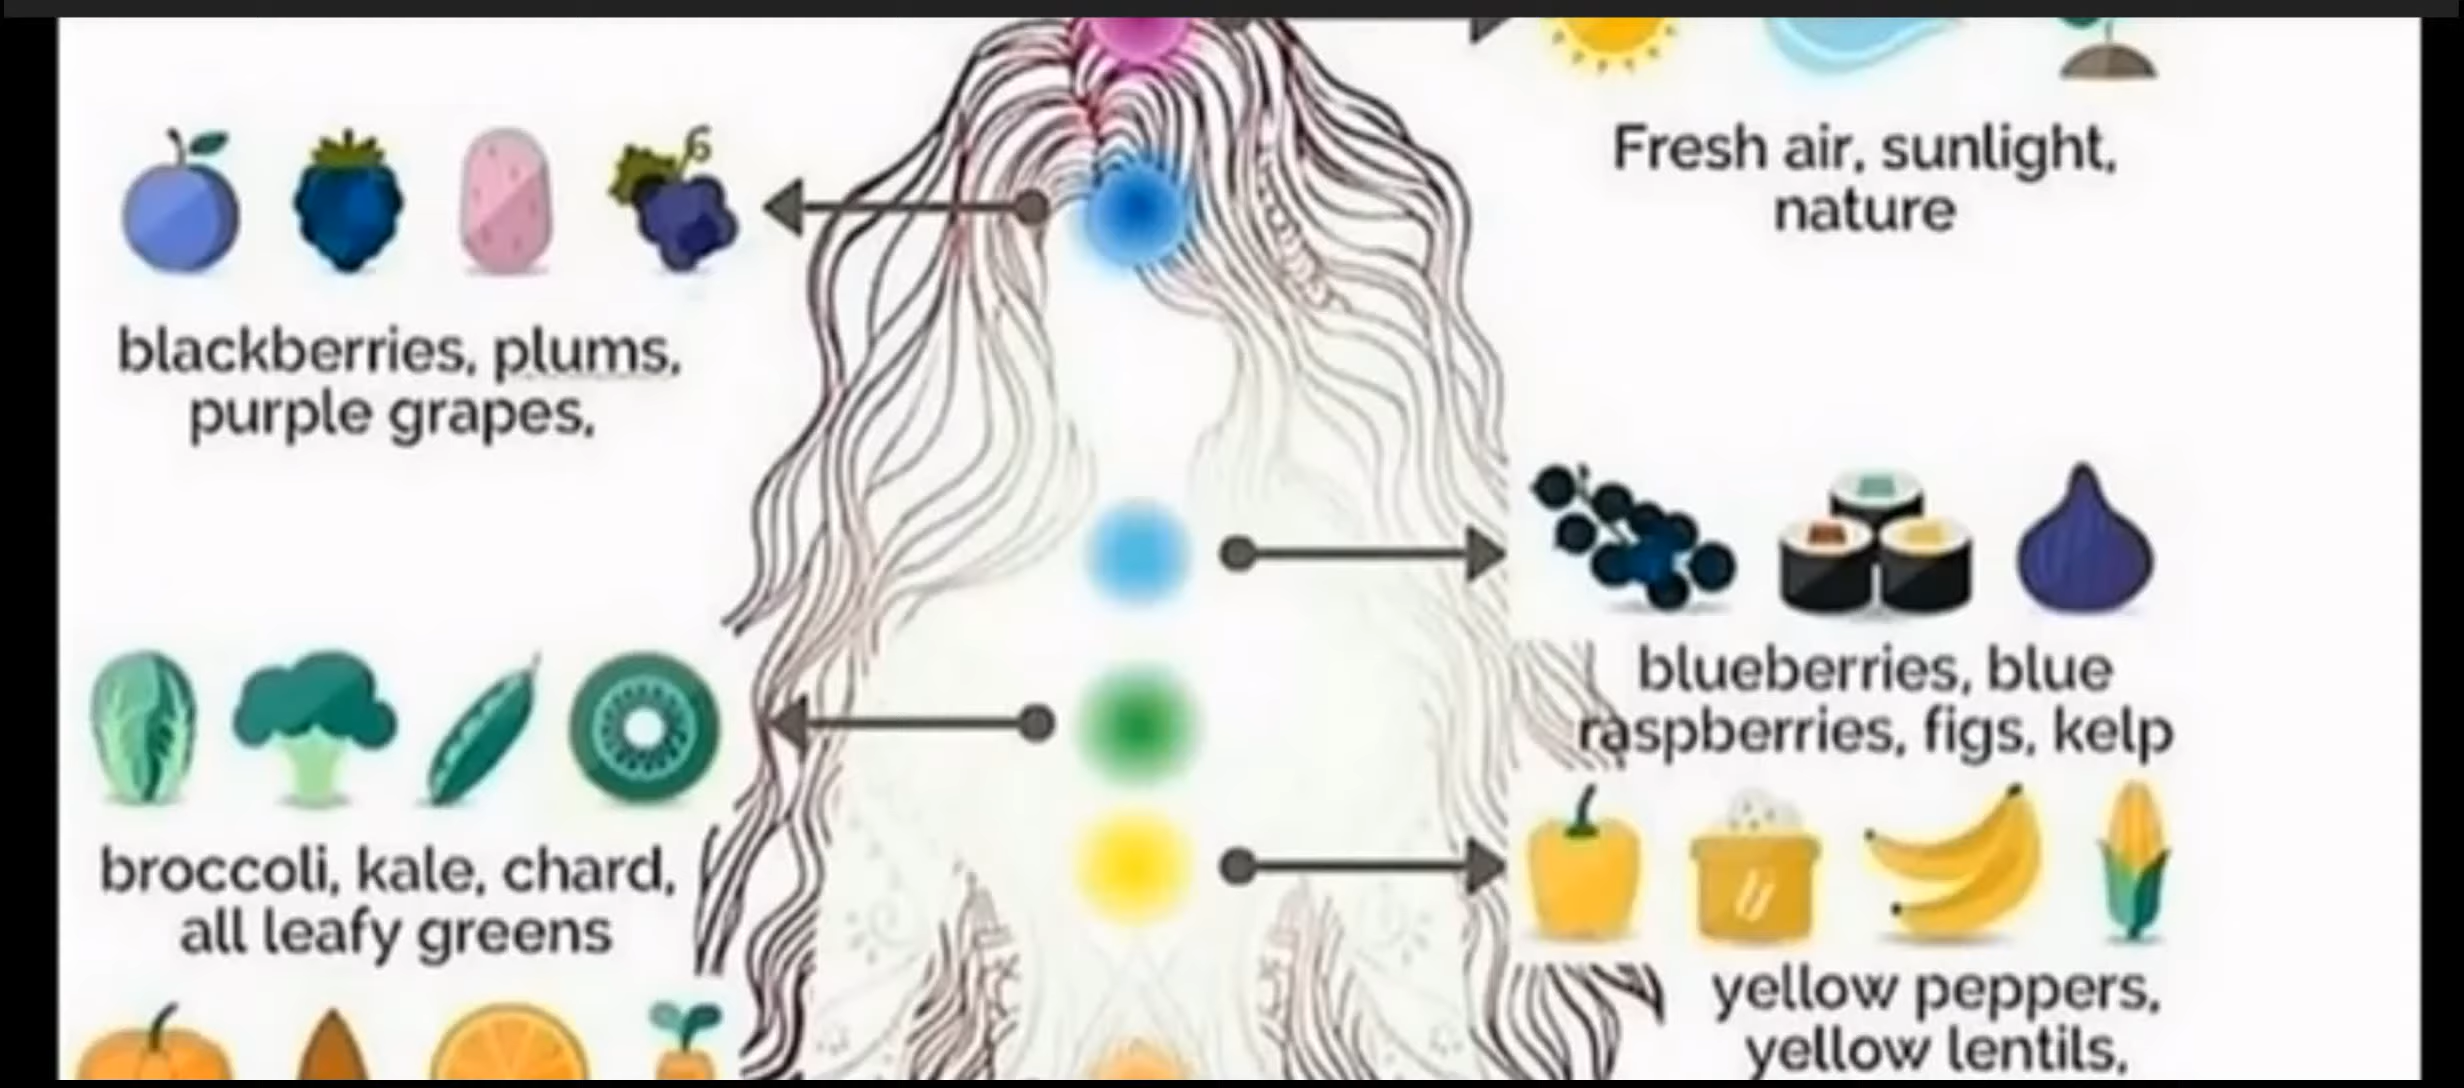 Fresh air, sunlight,
nature
blackberries, plums,
purple grapes,
blueberries, blue
raspberries, figs, kelp
broccoli, kale, chard,
all leafy greens
yellow peppers,
yellow lentils,